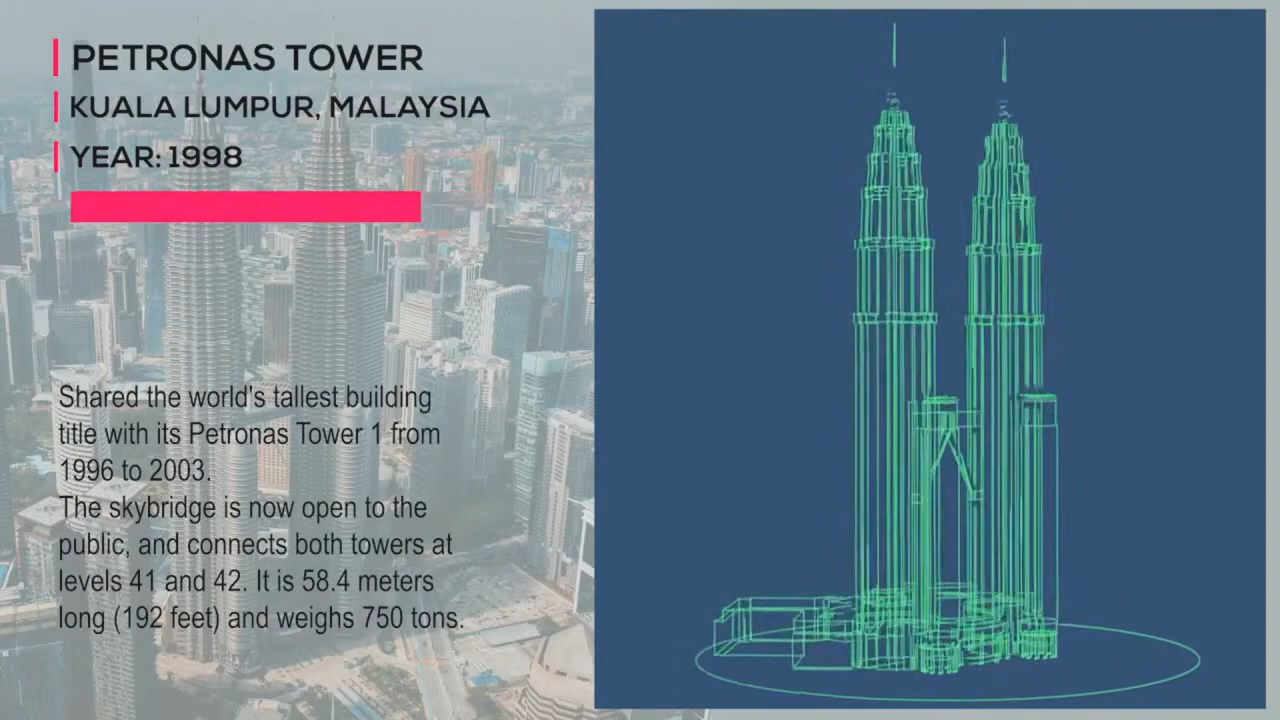 PETRONAS TOWER
KUALA LUMPUR, MALAYSIA
YEAR: 1998
Shared the world's tallest building
title with its Petronas Tower 1 from
1996 to 2003.
The skybridge is now open to the
public, and connects both towers at
levels 41 and 42. It is 58.4 meters
long (192 feet) and weighs 750 tons.